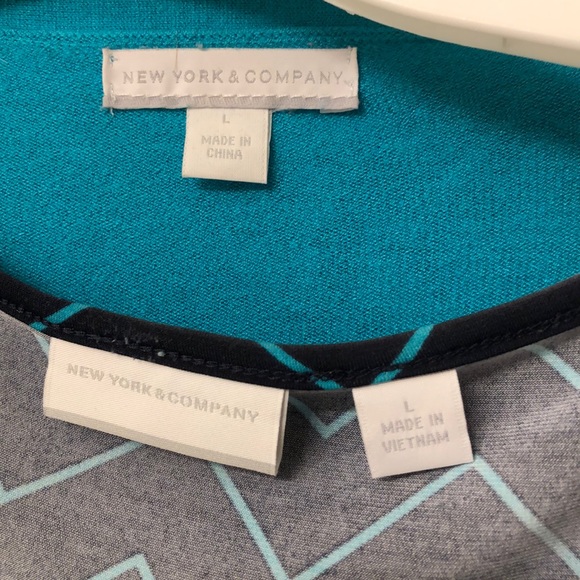 NEW YORK & COMPANY
L
MADE IN
CHINA
NEW YORK & COMPANY
L
MADE IN
VIETNAM